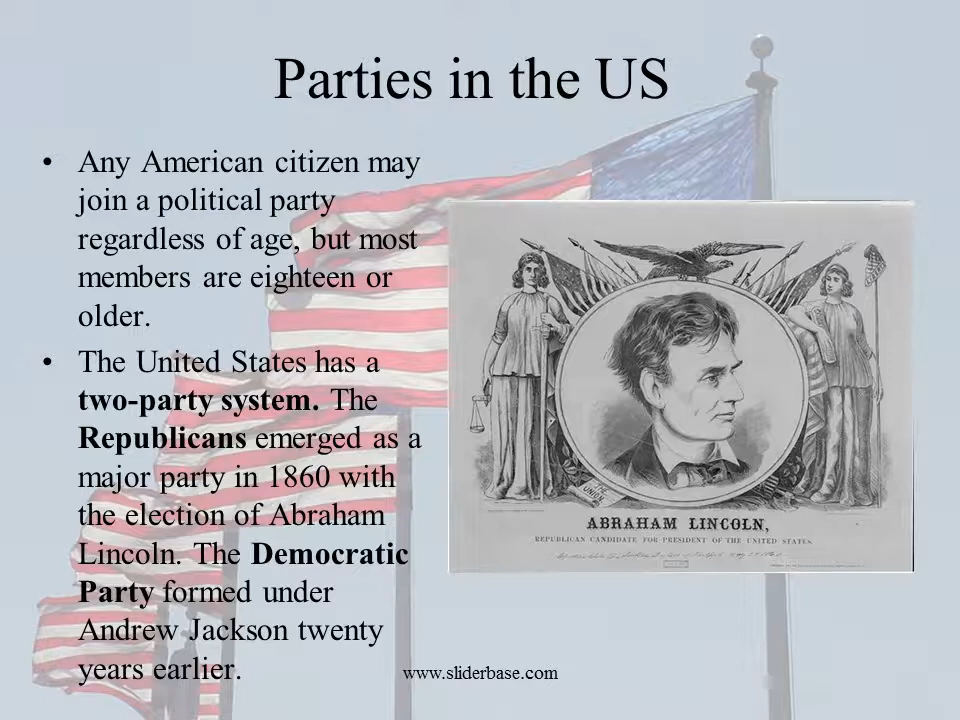 Parties in the US
• Any American citizen may
join a political party
regardless of age, but most
members are eighteen or
older.
• The United States has a
two-party system. The
Republicans emerged as a
major party in 1860 with
the election of Abraham
Lincoln. The Democratic
Party formed under
Andrew Jackson twenty
years earlier.
THE UNION
ABRAHAM LINCOLN,
REPUBLICAN CANDIDATE FOR PRESIDENT OF THE UNITED STATES
www.sliderbase.com